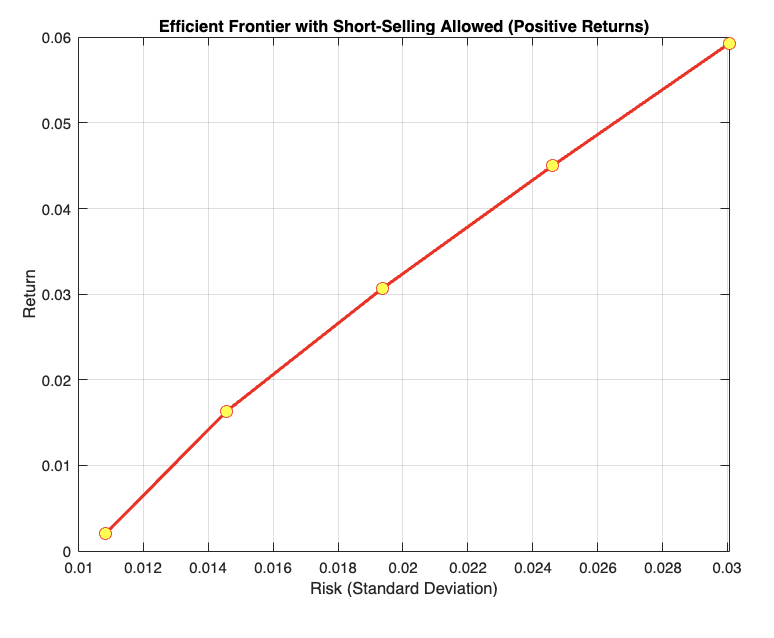 Efficient Frontier with Short-Selling Allowed (Positive Returns)
0.06
0.05
0.04
0.03
0.02
0.01
0
Return
0.01 0.012 0.014 0.016 0.018 0.02 0.022 0.024 0.026 0.028 0.03
Risk (Standard Deviation)